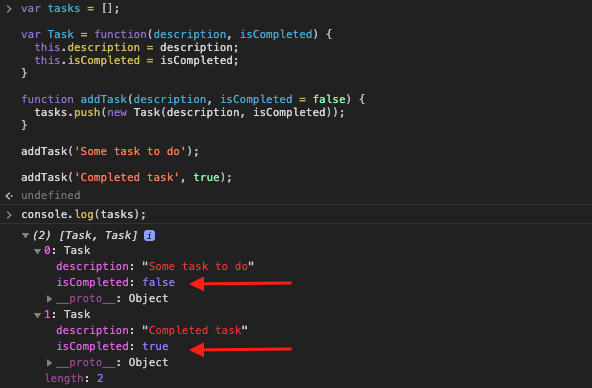 > var tasks = [];
var Task = function(description, isCompleted) {
  this.description = description;
  this.isCompleted = isCompleted;
}
function addTask(description, isCompleted = false) {
  tasks.push(new Task(description, isCompleted));
}
addTask('Some task to do');
addTask('Completed task', true);
undefined
> console.log(tasks);
(2) [Task, Task] i
0: Task
description: "Some task to do"
isCompleted: false
__proto__: Object
1: Task
description: "Completed task"
isCompleted: true
__proto__: Object
length: 2